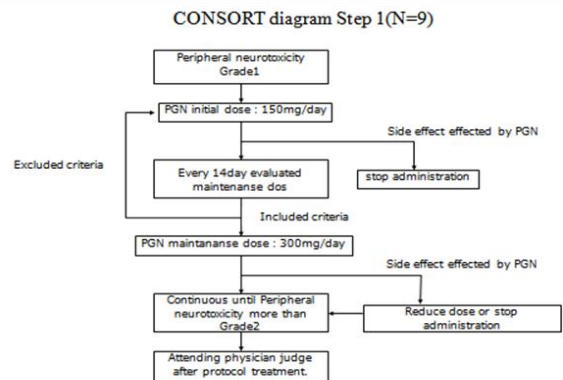 CONSORT diagram Step 1(N=9)
Peripheral neurotoxicity
Grade1
PGN initial dose : 150mg/day
Side effect effected by PGN
Excluded criteria
Every 14day evaluated
maintenanse dos
stop administration
Included criteria
PGN maintananse dose : 300mg/day
Side effect effected by PGN
Continuous until Peripheral
neurotoxicity more than
Grade2
Reduce dose or stop
administration
Attending physician judge
after protocol treatment.